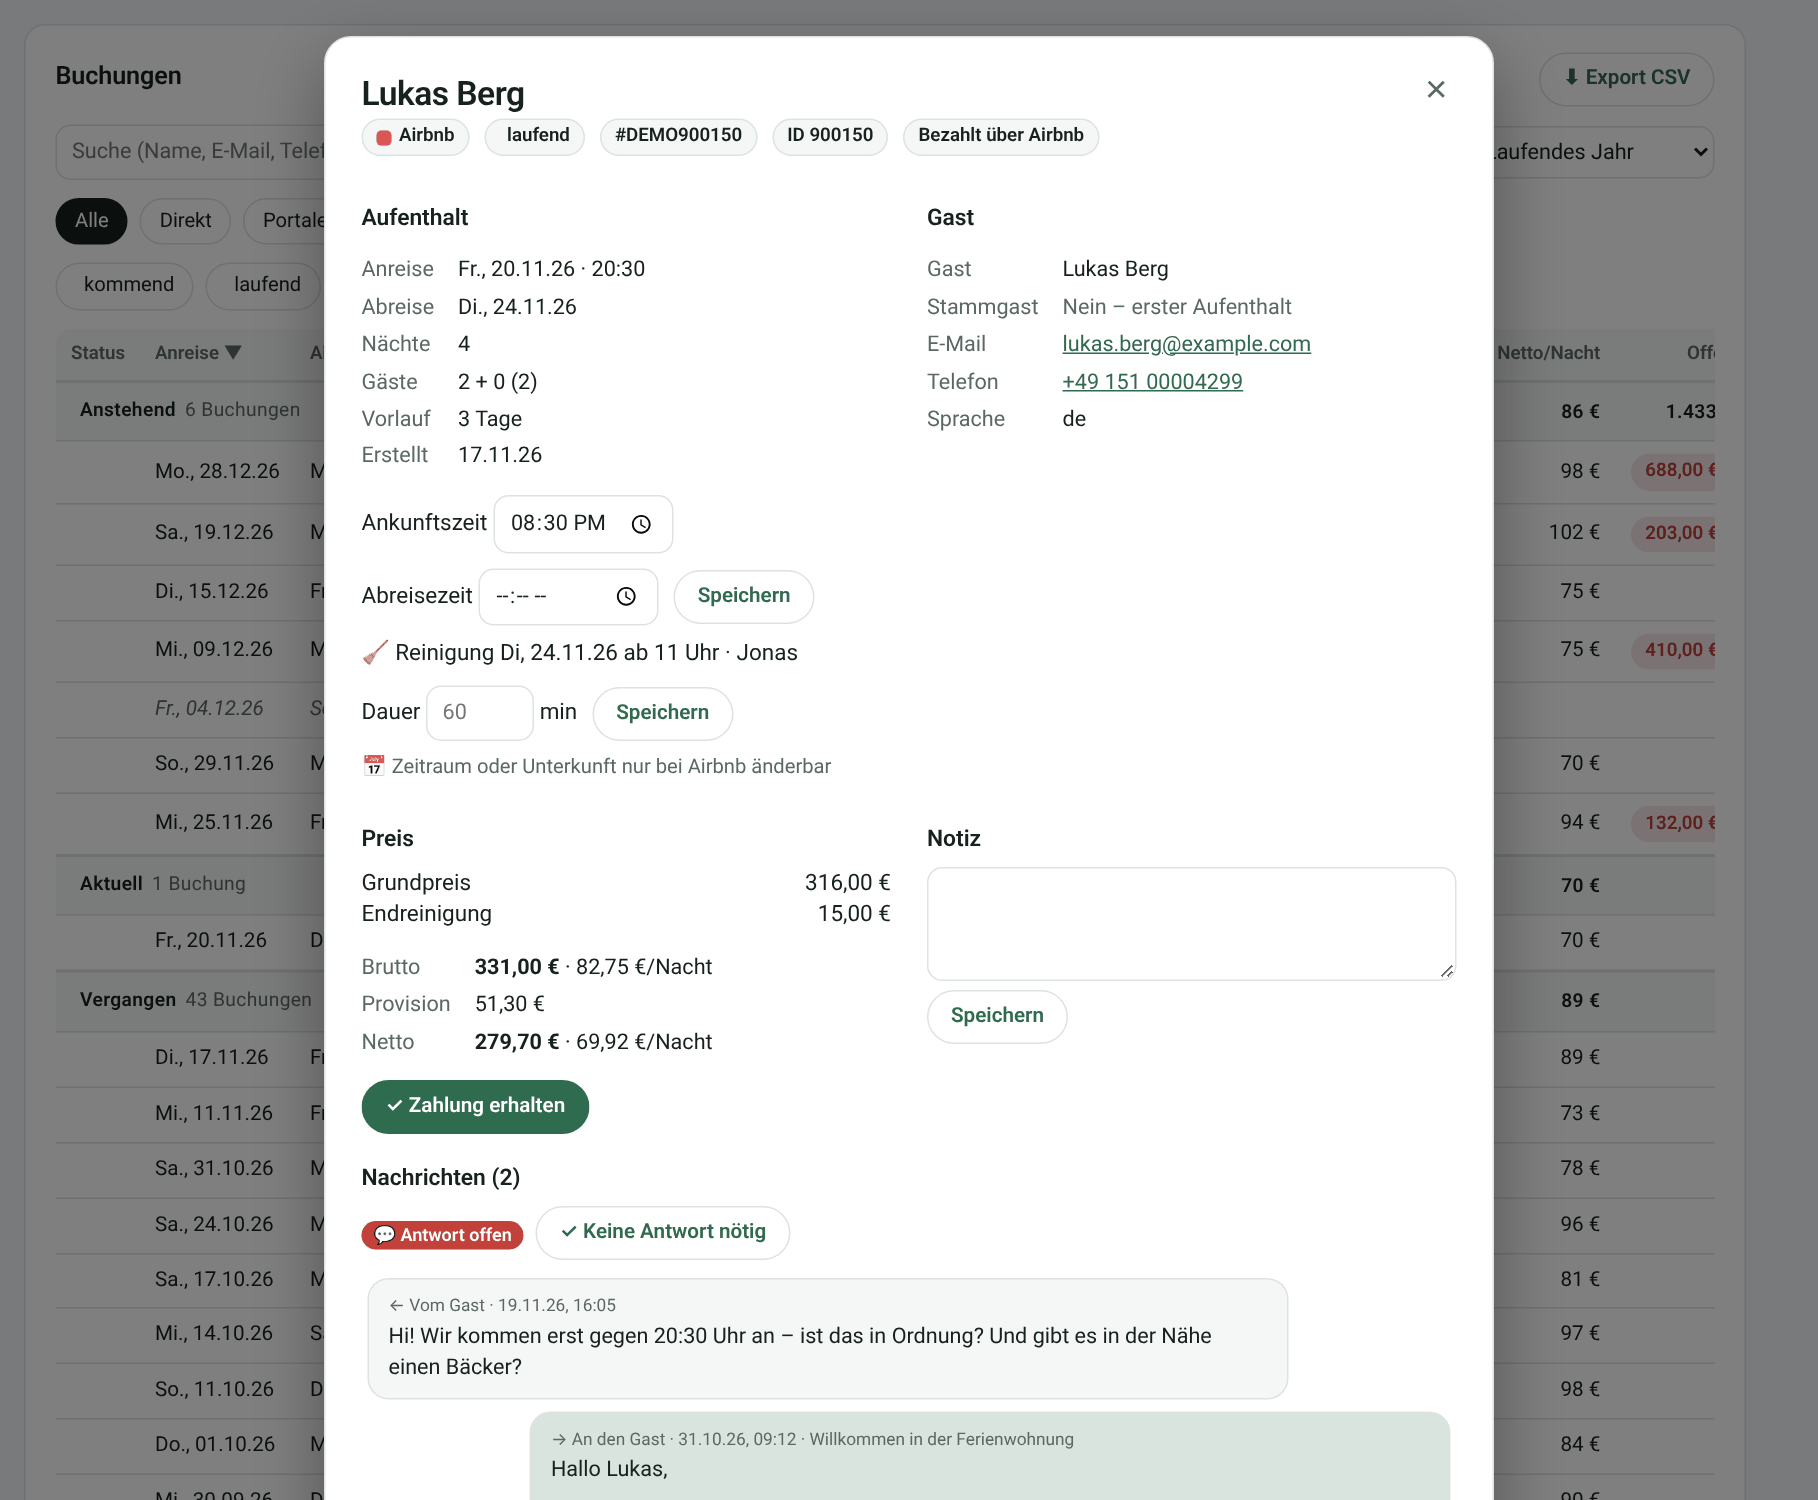 Buchungen
Export CSV
Suche (Name, E-Mail, Telef
Laufendes Jahr
Alle Direkt Portale
kommend laufend
Status Anreise ▼ Netto/Nacht
Anstehend 6 Buchungen 86 € 1.433
Mo., 28.12.26 98 € 688,00 €
Sa., 19.12.26 102 € 203,00 €
Di., 15.12.26 75 €
Mi., 09.12.26 75 € 410,00 €
Fr., 04.12.26
So., 29.11.26 70 €
Mi., 25.11.26 94 € 132,00 €
Aktuell 1 Buchung 70 €
Fr., 20.11.26 70 €
Vergangen 43 Buchungen 89 €
Di., 17.11.26 89 €
Mi., 11.11.26 73 €
Sa., 31.10.26 78 €
Sa., 24.10.26 96 €
Sa., 17.10.26 81 €
Mi., 14.10.26 97 €
So., 11.10.26 98 €
Do., 01.10.26 84 €
Lukas Berg
Airbnb laufend #DEMO900150 ID 900150 Bezahlt über Airbnb
Aufenthalt
Anreise Fr., 20.11.26 · 20:30
Abreise Di., 24.11.26
Nächte 4
Gäste 2 + 0 (2)
Vorlauf 3 Tage
Erstellt 17.11.26
Ankunftszeit 08:30 PM
Abreisezeit --:-- -- Speichern
Reinigung Di, 24.11.26 ab 11 Uhr · Jonas
Dauer 60 min Speichern
Zeitraum oder Unterkunft nur bei Airbnb änderbar
Gast
Gast Lukas Berg
Stammgast Nein – erster Aufenthalt
E-Mail lukas.berg@example.com
Telefon +49 151 00004299
Sprache de
Preis
Grundpreis 316,00 €
Endreinigung 15,00 €
Brutto 331,00 € · 82,75 €/Nacht
Provision 51,30 €
Netto 279,70 € · 69,92 €/Nacht
✓ Zahlung erhalten
Notiz
Speichern
Nachrichten (2)
Antwort offen ✓ Keine Antwort nötig
← Vom Gast · 19.11.26, 16:05
Hi! Wir kommen erst gegen 20:30 Uhr an – ist das in Ordnung? Und gibt es in der Nähe
einen Bäcker?
→ An den Gast · 31.10.26, 09:12 · Willkommen in der Ferienwohnung
Hallo Lukas,